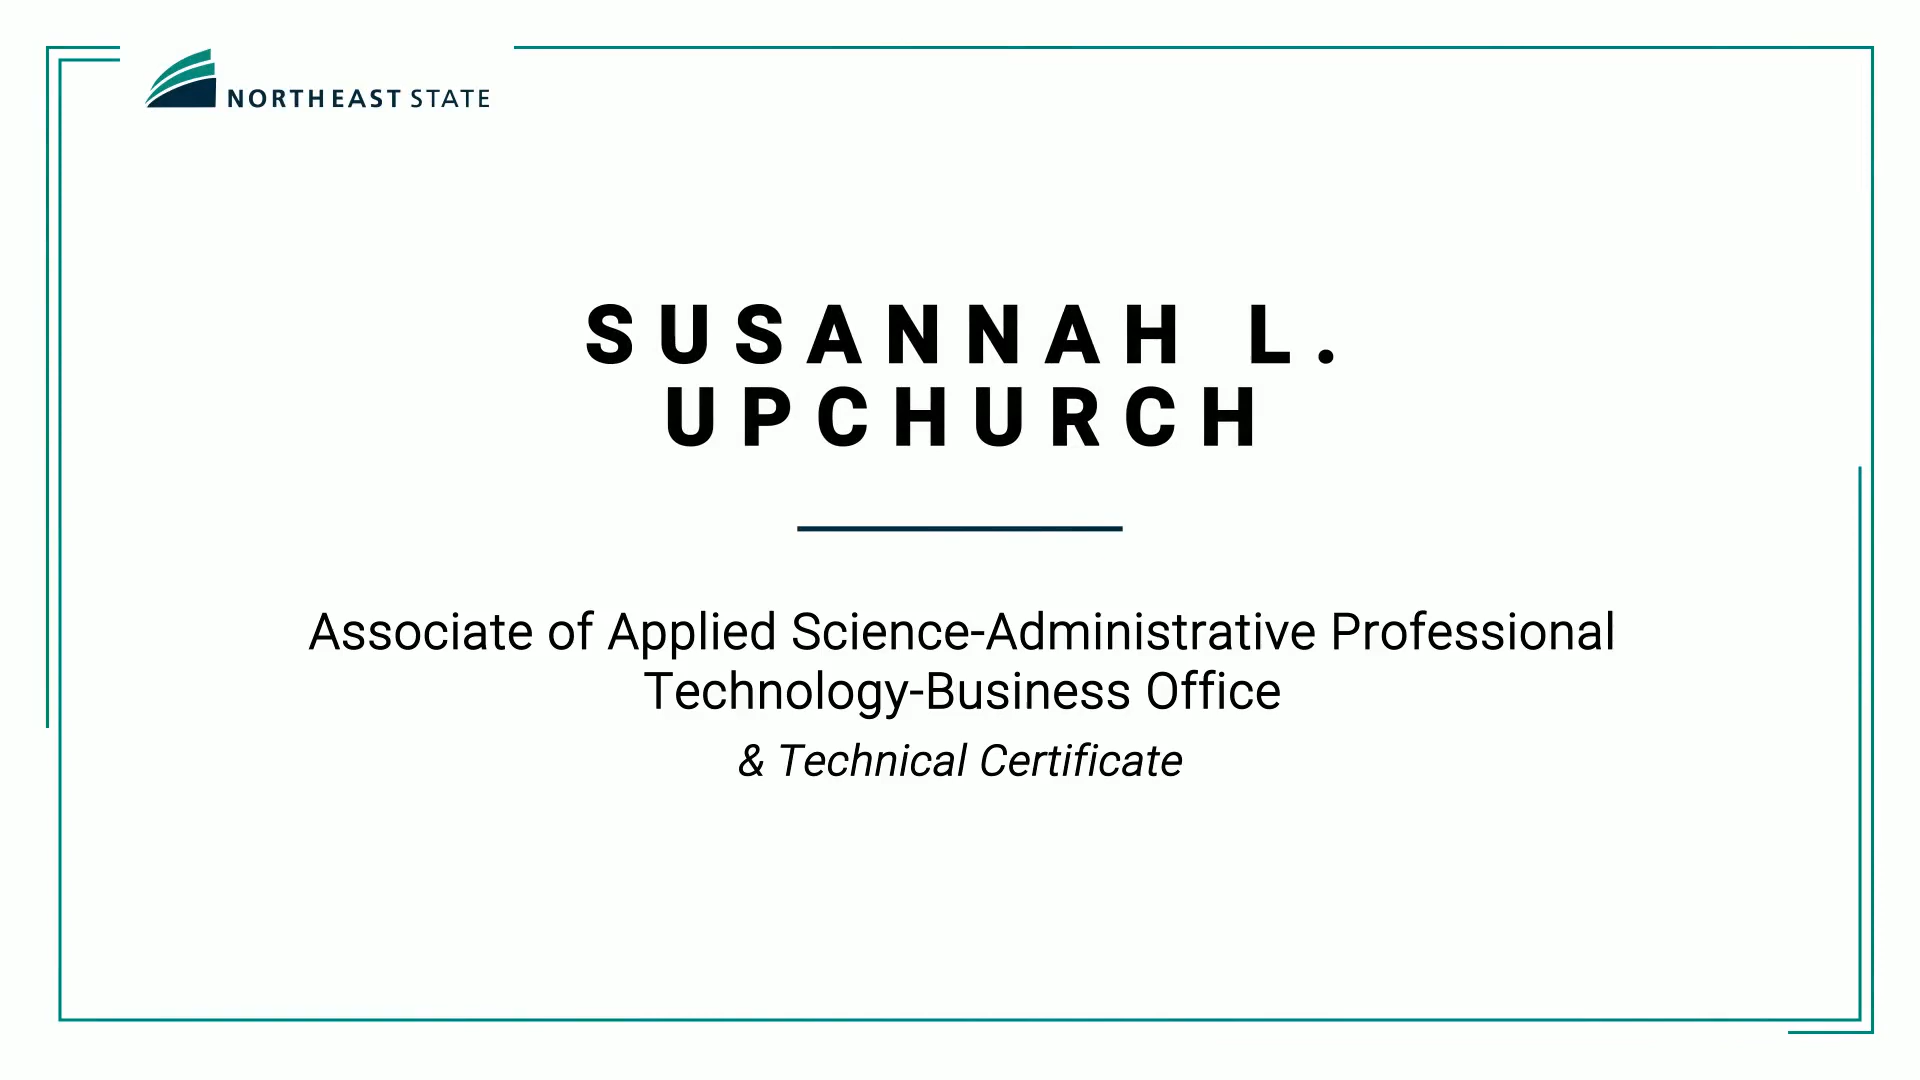 NORTHEAST STATE
SUSANNAH L.
UPCHURCH
Associate of Applied Science-Administrative Professional
Technology-Business Office
& Technical Certificate